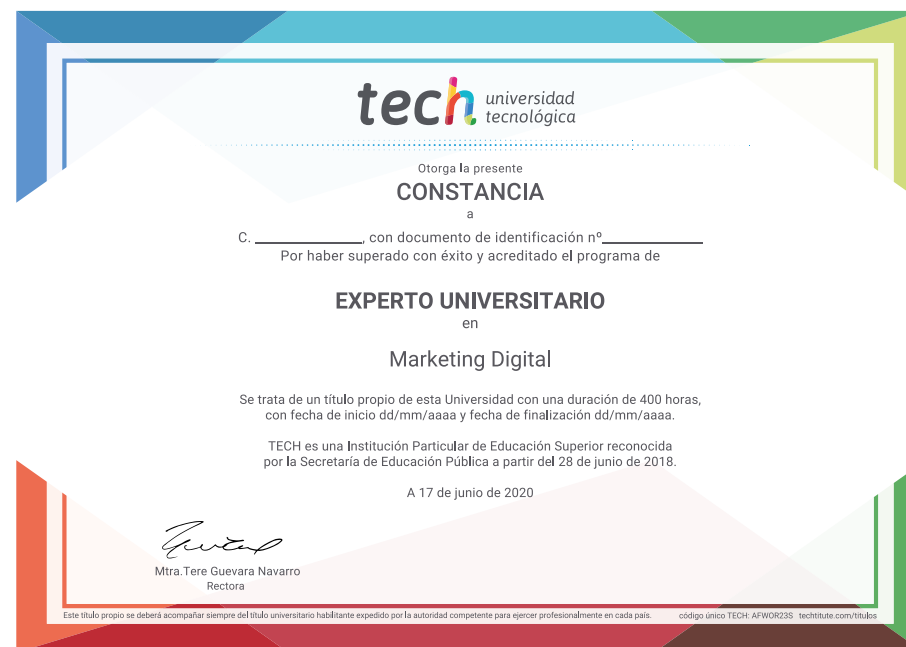 tech universidad
tecnológica
Otorga la presente
CONSTANCIA
a
C. ____________, con documento de identificación nº____________
Por haber superado con éxito y acreditado el programa de
EXPERTO UNIVERSITARIO
en
Marketing Digital
Se trata de un título propio de esta Universidad con una duración de 400 horas,
con fecha de inicio dd/mm/aaaa y fecha de finalización dd/mm/aaaa.
TECH es una Institución Particular de Educación Superior reconocida
por la Secretaría de Educación Pública a partir del 28 de junio de 2018.
A 17 de junio de 2020
Mtra.Tere Guevara Navarro
Rectora
Este título propio se deberá acompañar siempre del título universitario habilitante expedido por la autoridad competente para ejercer profesionalmente en cada país. código único TECH: AFWOR23S techtitute.com/titulos